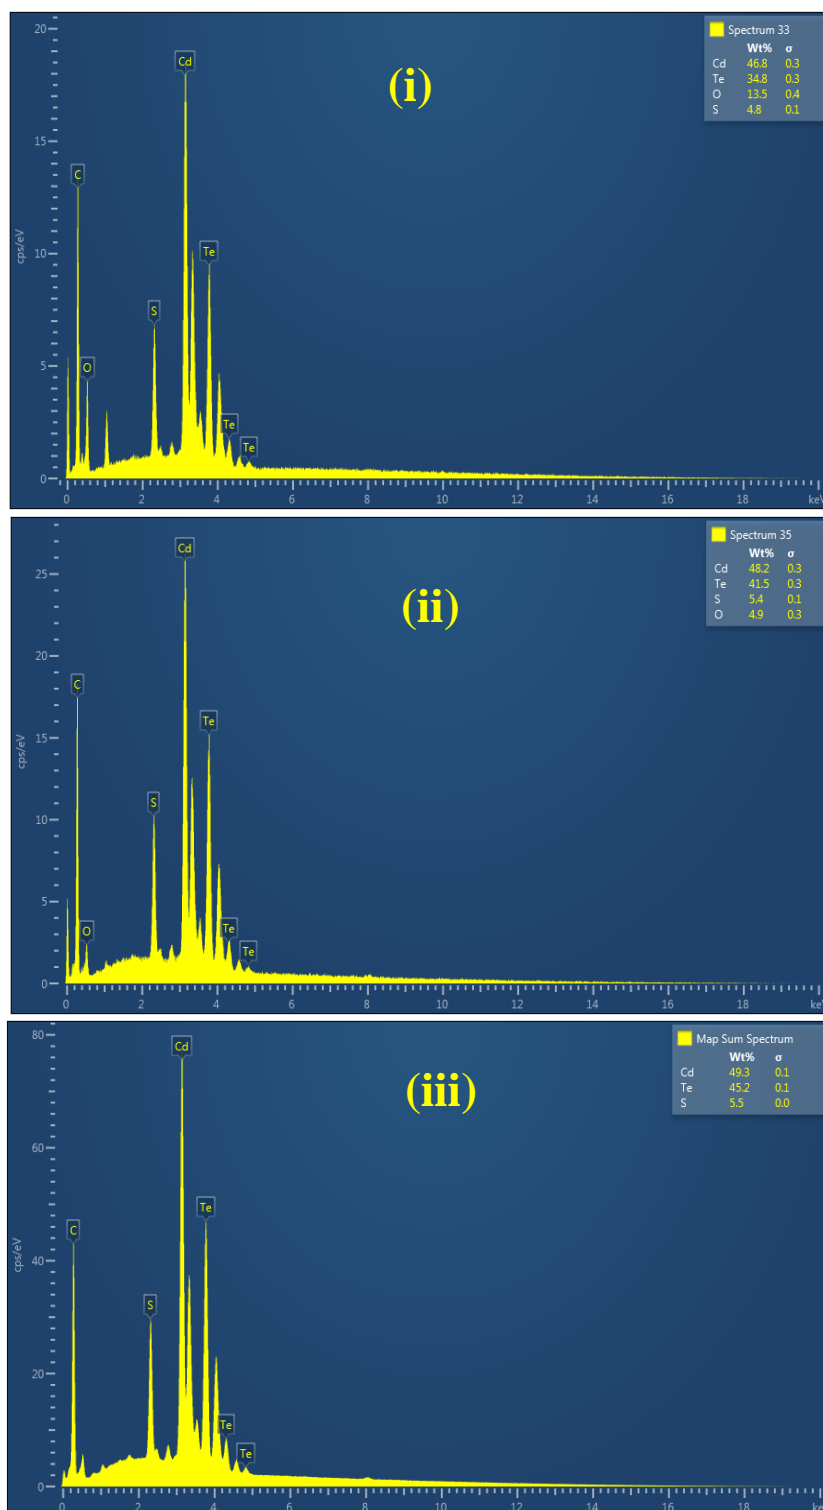 Spectrum 33
Wt% σ
Cd 46.8 0.3
Te 34.8 0.3
O 13.5 0.4
S 4.8 0.1
(i)
20
15
10
5
0
cps/eV
C
O
S
Cd
Te
Te
Te
0 2 4 6 8 10 12 14 16 18 keV
Spectrum 35
Wt% σ
Cd 48.2 0.3
Te 41.5 0.3
S 5.4 0.1
O 4.9 0.3
(ii)
25
20
15
10
5
0
cps/eV
C
O
S
Cd
Te
Te
Te
0 2 4 6 8 10 12 14 16 18 keV
Map Sum Spectrum
Wt% σ
Cd 49.3 0.1
Te 45.2 0.1
S 5.5 0.0
(iii)
80
60
40
20
0
cps/eV
C
S
Cd
Te
Te
Te
0 2 4 6 8 10 12 14 16 18 keV